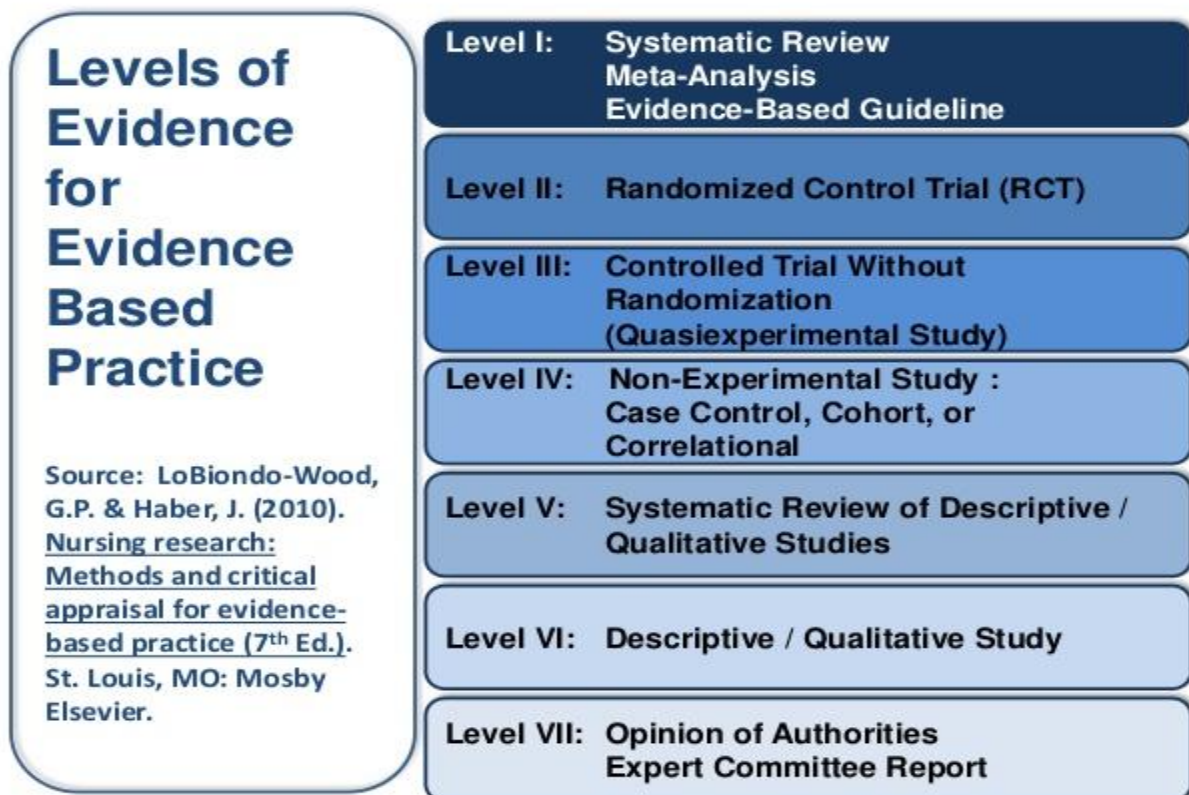 Levels of
Evidence
for
Evidence
Based
Practice
Source: LoBiondo-Wood,
G.P. & Haber, J. (2010).
Nursing research:
Methods and critical
appraisal for evidence-
based practice (7th Ed.).
St. Louis, MO: Mosby
Elsevier.
Level I: Systematic Review
Meta-Analysis
Evidence-Based Guideline
Level II: Randomized Control Trial (RCT)
Level III: Controlled Trial Without
Randomization
(Quasiexperimental Study)
Level IV: Non-Experimental Study :
Case Control, Cohort, or
Correlational
Level V: Systematic Review of Descriptive /
Qualitative Studies
Level VI: Descriptive / Qualitative Study
Level VII: Opinion of Authorities
Expert Committee Report